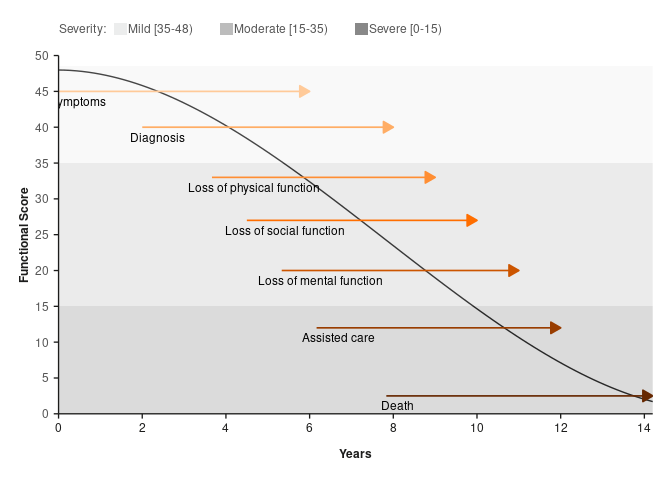 Severity: Mild [35-48) Moderate [15-35) Severe [0-15)
50
45
ymptoms
40
Diagnosis
35
Loss of physical function
30
Loss of social function
25
20
Loss of mental function
15
10
Assisted care
5
Death
0
Functional Score
0 2 4 6 8 10 12 14
Years